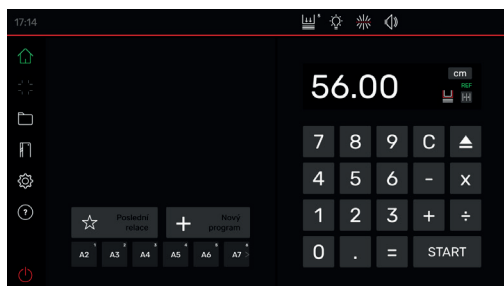 17:14
56.00
cm
REF
7 8 9 C
4 5 6 - x
1 2 3 + ÷
0 . = START
Poslední
relace
Nový
program
A2 A3 A4 A5 A6 A7